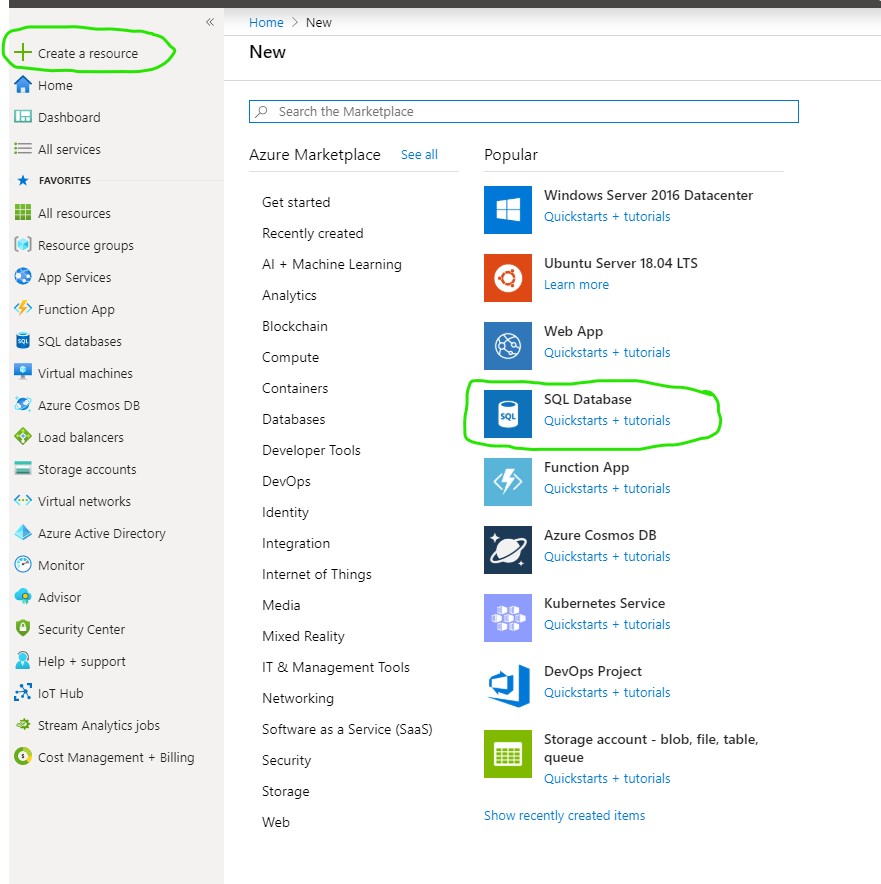 «
Create a resource
Home
Dashboard
All services
FAVORITES
All resources
Resource groups
App Services
Function App
SQL databases
Virtual machines
Azure Cosmos DB
Load balancers
Storage accounts
Virtual networks
Azure Active Directory
Monitor
Advisor
Security Center
Help + support
IoT Hub
Stream Analytics jobs
Cost Management + Billing
Home > New
New
Search the Marketplace
Azure Marketplace See all
Get started
Recently created
AI + Machine Learning
Analytics
Blockchain
Compute
Containers
Databases
Developer Tools
DevOps
Identity
Integration
Internet of Things
Media
Mixed Reality
IT & Management Tools
Networking
Software as a Service (SaaS)
Security
Storage
Web
Popular
Windows Server 2016 Datacenter
Quickstarts + tutorials
Ubuntu Server 18.04 LTS
Learn more
Web App
Quickstarts + tutorials
SQL
SQL Database
Quickstarts + tutorials
Function App
Quickstarts + tutorials
Azure Cosmos DB
Quickstarts + tutorials
Kubernetes Service
Quickstarts + tutorials
DevOps Project
Quickstarts + tutorials
Storage account - blob, file, table,
queue
Quickstarts + tutorials
Show recently created items